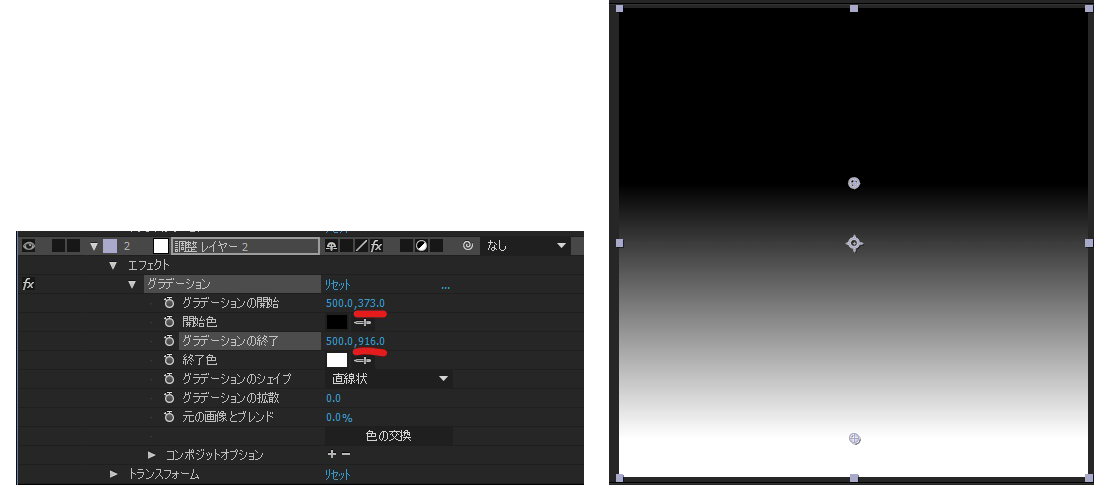 2 調整 レイヤー 2 fx なし
エフェクト
fx グラデーション リセット ...
グラデーションの開始 500.0,373.0
開始色
グラデーションの終了 500.0,916.0
終了色
グラデーションのシェイプ 直線状
グラデーションの拡散 0.0
元の画像とブレンド 0.0%
色の交換
コンポジットオプション + −
トランスフォーム リセット